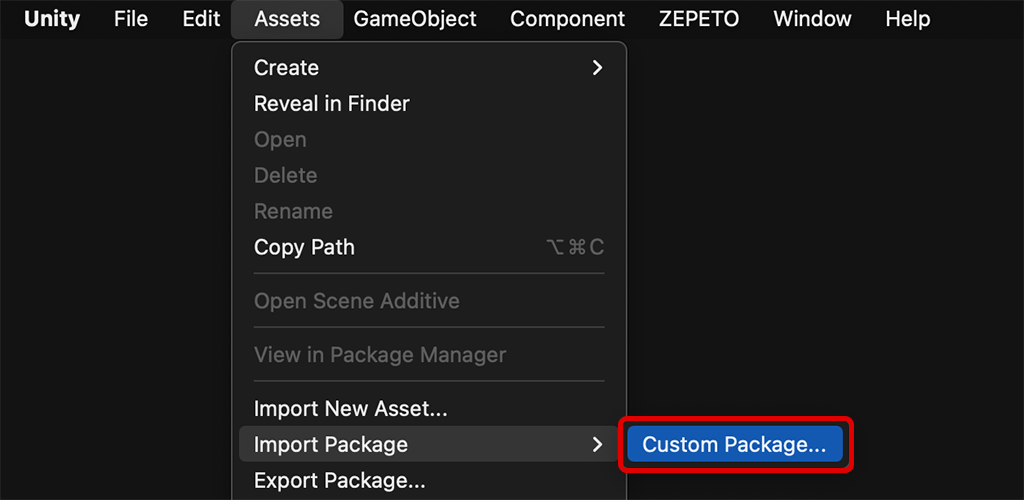 Unity File Edit Assets GameObject Component ZEPETO Window Help
Create
Reveal in Finder
Open
Delete
Rename
Copy Path ⌥⌘C
Open Scene Additive
View in Package Manager
Import New Asset...
Import Package Custom Package...
Export Package...